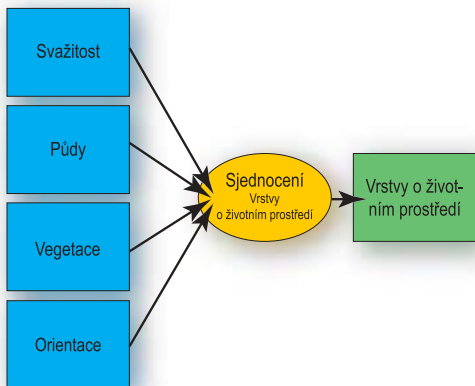 Svažitost
Půdy
Vegetace
Orientace
Sjednocení
Vrstvy
o životním prostředí
Vrstvy o život-
ním prostředí